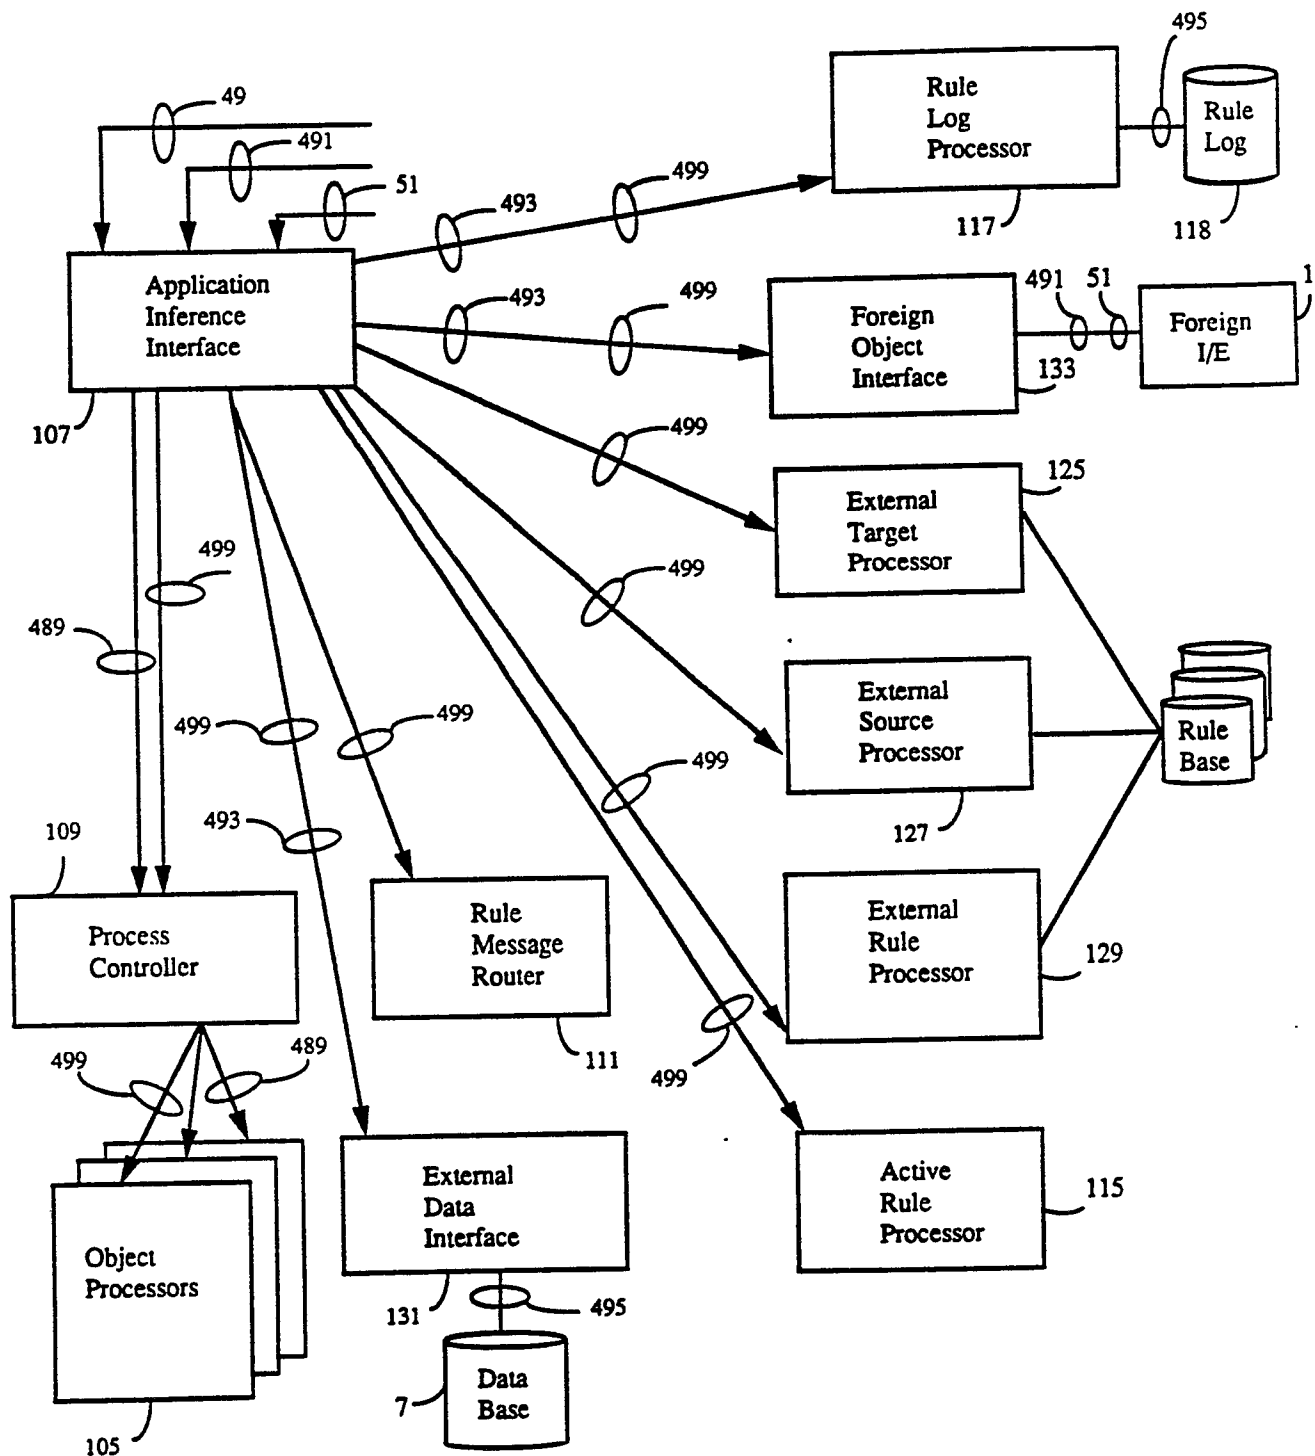 495
49
491
51
Rule
Log
Processor
Rule
Log
493
499
117
118
Application
Inference
Interface
493
499
Foreign
Object
Interface
491
51
1
Foreign
I/E
133
107
499
125
External
Target
Processor
499
499
489
External
Source
Processor
Rule
Base
499
499
499
127
493
109
Process
Controller
Rule
Message
Router
External
Rule
Processor
129
499
489
111
499
External
Data
Interface
Active
Rule
Processor
115
Object
Processors
131
495
7
Data
Base
105